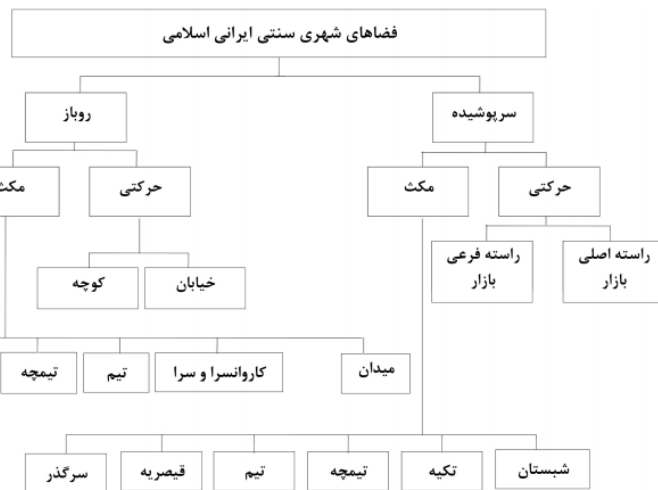 فضاهای شهری سنتی ایرانی اسلامی
سرپوشیده
روباز
حرکتی
مکث
حرکتی
مکث
راسته اصلی
بازار
راسته فرعی
بازار
خیابان
کوچه
میدان
کاروانسرا و سرا
تیم
تیمچه
شبستان
تکیه
تیمچه
تیم
قیصریه
سرگذر